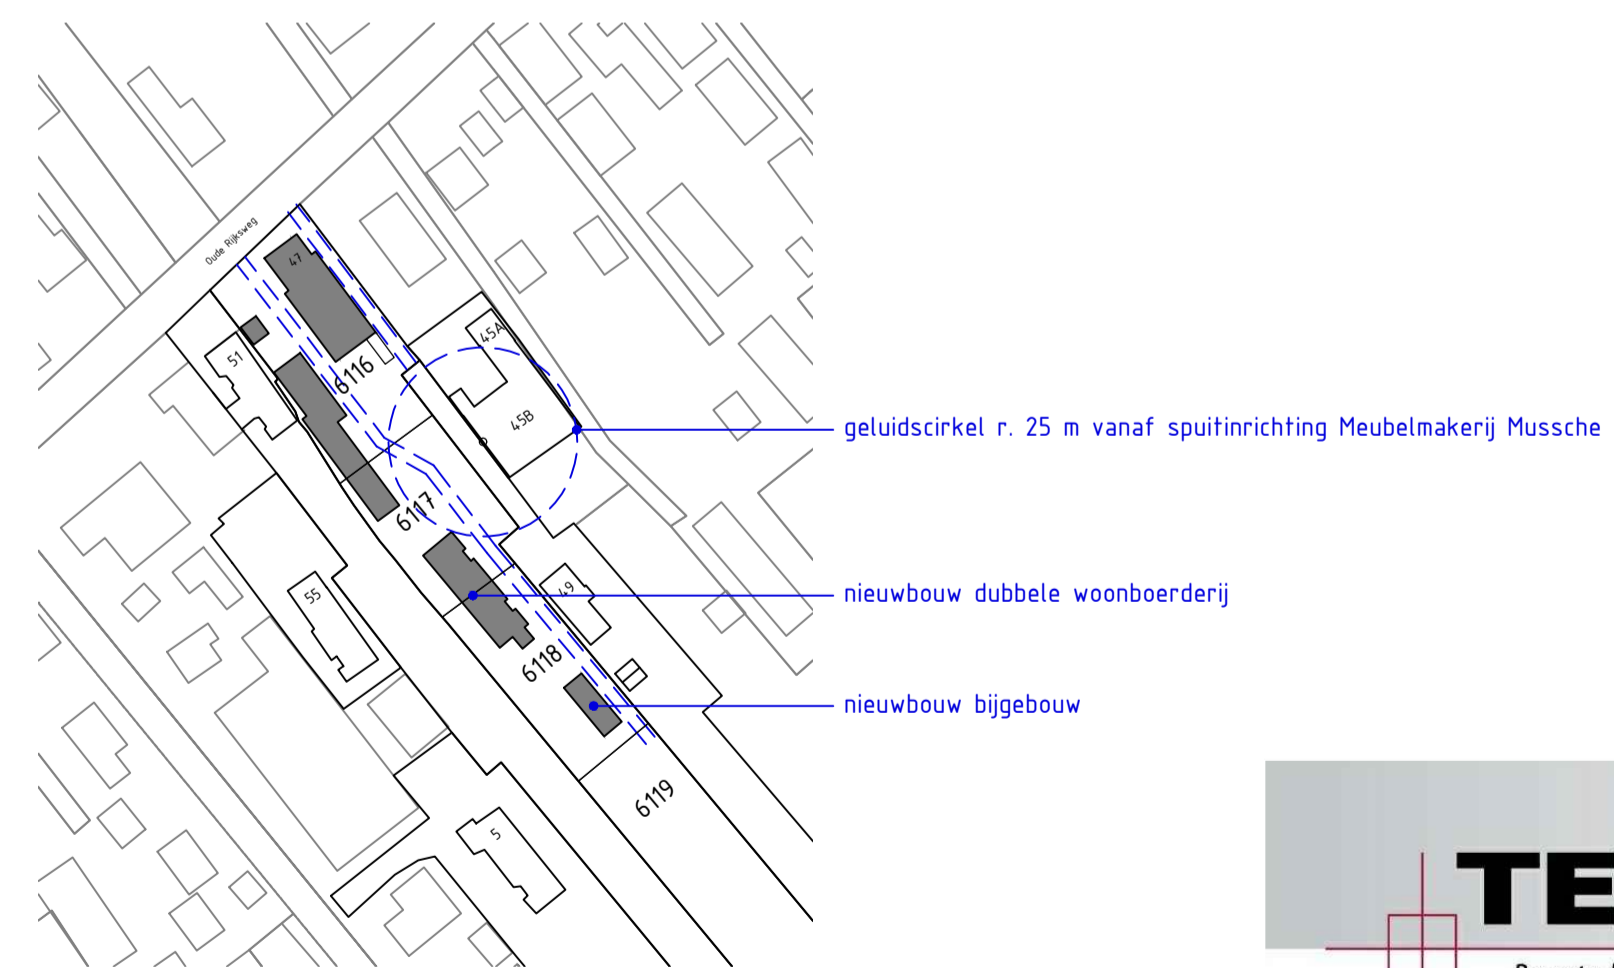 Oude Rijksweg
47
51
6116
45A
45B
geluidscirkel r. 25 m vanaf spuitinrichting Meubelmakerij Mussche
6117
55
49
nieuwbouw dubbele woonboerderij
6118
nieuwbouw bijgebouw
6119
5
TE